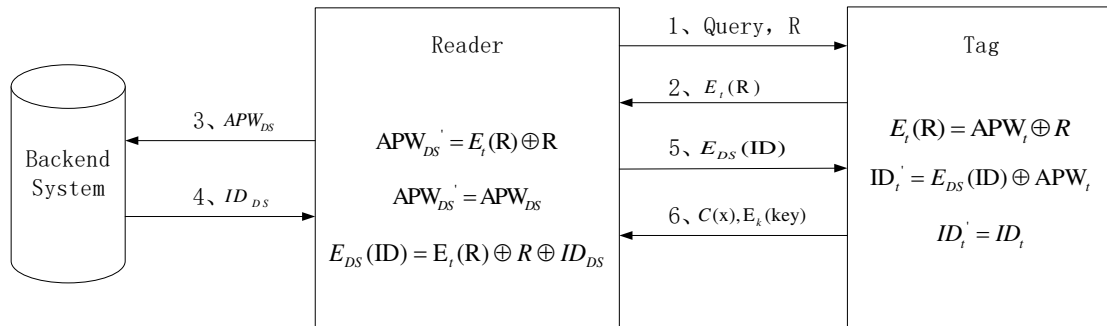 Backend
System
3、APW_DS
4、ID_DS
Reader
APW_DS' = E_t(R) ⊕ R
APW_DS' = APW_DS
E_DS(ID) = E_t(R) ⊕ R ⊕ ID_DS
1、Query, R
2、E_t(R)
5、E_DS(ID)
6、C(x),E_k(key)
Tag
E_t(R) = APW_t ⊕ R
ID_t' = E_DS(ID) ⊕ APW_t
ID_t' = ID_t